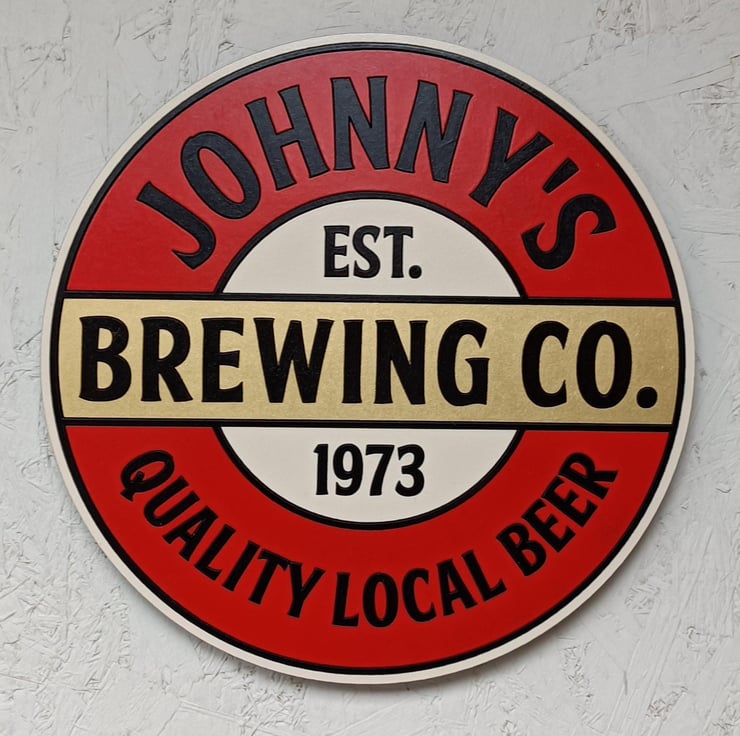 JOHNNY'S
EST.
BREWING CO.
1973
QUALITY LOCAL BEER